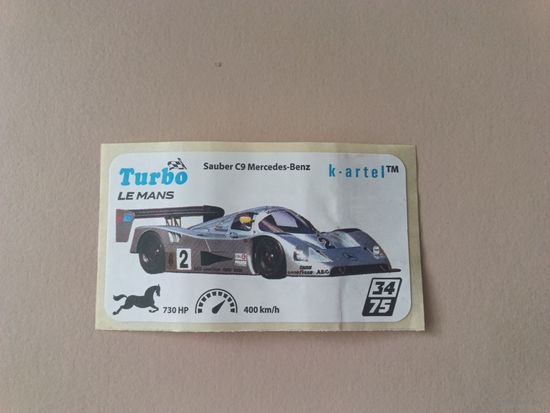 Turbo
Sauber C9 Mercedes-Benz
k-artel™
LE MANS
2
730 HP
400 km/h
34
75